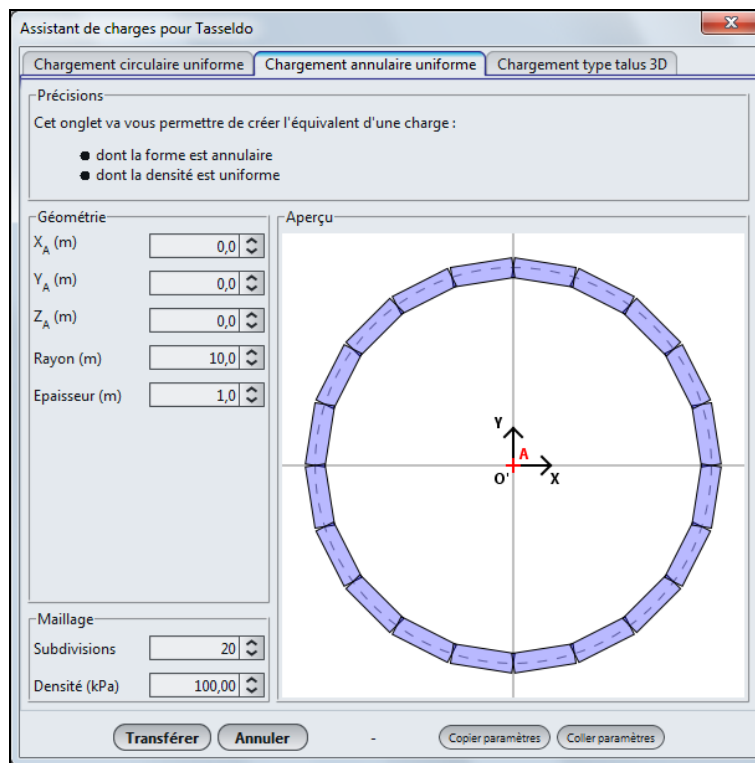 Assistant de charges pour Tasseldo
Chargement circulaire uniforme
Chargement annulaire uniforme
Chargement type talus 3D
Précisions
Cet onglet va vous permettre de créer l'équivalent d'une charge :
● dont la forme est annulaire
● dont la densité est uniforme
Géométrie
X_A (m) 0,0
Y_A (m) 0,0
Z_A (m) 0,0
Rayon (m) 10,0
Epaisseur (m) 1,0
Aperçu
Y
A
O' X
Maillage
Subdivisions 20
Densité (kPa) 100,00
Transférer Annuler - Copier paramètres Coller paramètres